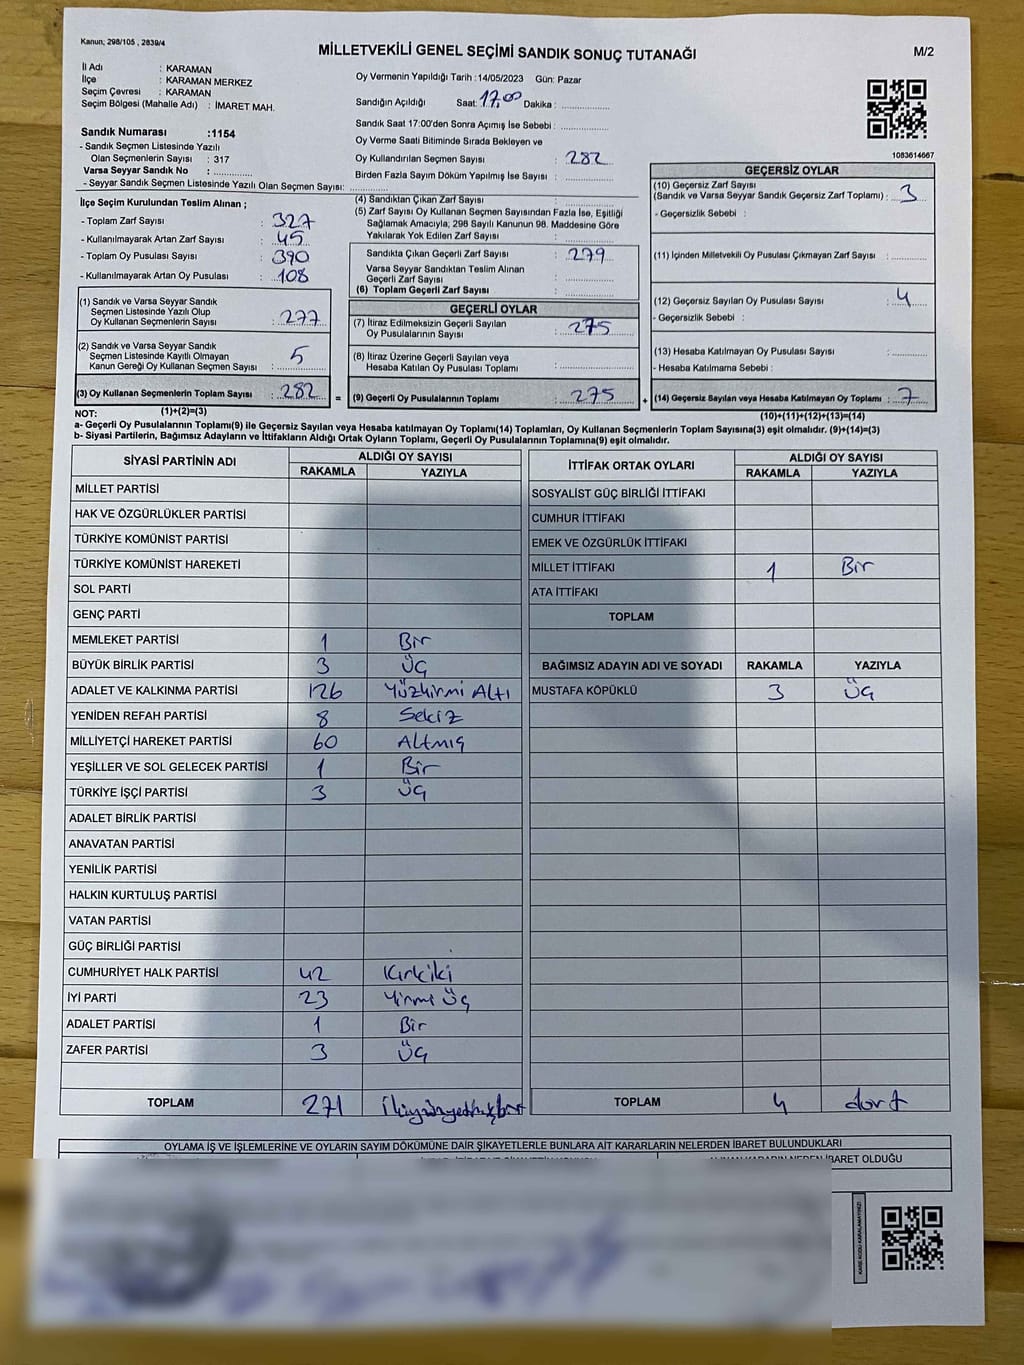 Kanun, 298/105 , 2839/4
MİLLETVEKİLİ GENEL SEÇİMİ SANDIK SONUÇ TUTANAĞI
M/2
İl Adı : KARAMAN
İlçe : KARAMAN MERKEZ
Seçim Çevresi : KARAMAN
Seçim Bölgesi (Mahalle Adı) : İMARET MAH.
Sandık Numarası :1154
- Sandık Seçmen Listesinde Yazılı
Olan Seçmenlerin Sayısı : 317
Varsa Seyyar Sandık No :
- Seyyar Sandık Seçmen Listesinde Yazılı Olan Seçmen Sayısı:
Oy Vermenin Yapıldığı Tarih :14/05/2023 Gün: Pazar
Sandığın Açıldığı Saat: 17,00 Dakika :
Sandık Saat 17:00'den Sonra Açımış İse Sebebi :
Oy Verme Saati Bitiminde Sırada Bekleyen ve
Oy Kullandırılan Seçmen Sayısı : 282
Birden Fazla Sayım Döküm Yapılmış İse Sayısı :
1083614667
İlçe Seçim Kurulundan Teslim Alınan ;
- Toplam Zarf Sayısı : 327
- Kullanılmayarak Artan Zarf Sayısı : 45
- Toplam Oy Pusulası Sayısı : 390
- Kullanılmayarak Artan Oy Pusulası : 108
(1) Sandık ve Varsa Seyyar Sandık
Seçmen Listesinde Yazılı Olup
Oy Kullanan Seçmenlerin Sayısı : 277
(2) Sandık ve Varsa Seyyar Sandık
Seçmen Listesinde Kayıtlı Olmayan
Kanun Gereği Oy Kullanan Seçmen Sayısı : 5
(3) Oy Kullanan Seçmenlerin Toplam Sayısı : 282 =
(1)+(2)=(3)
(4) Sandıktan Çıkan Zarf Sayısı :
(5) Zarf Sayısı Oy Kullanan Seçmen Sayısından Fazla İse, Eşitliği
Sağlamak Amacıyla, 298 Sayılı Kanunun 98. Maddesine Göre
Yakılarak Yok Edilen Zarf Sayısı :
Sandıkta Çıkan Geçerli Zarf Sayısı : 279
Varsa Seyyar Sandıktan Teslim Alınan
Geçerli Zarf Sayısı :
(6) Toplam Geçerli Zarf Sayısı :
GEÇERLİ OYLAR
(7) İtiraz Edilmeksizin Geçerli Sayılan
Oy Pusulalarının Sayısı : 275
(8) İtiraz Üzerine Geçerli Sayılan veya
Hesaba Katılan Oy Pusulası Toplamı :
(9) Geçerli Oy Pusulalarının Toplamı : 275 +
GEÇERSİZ OYLAR
(10) Geçersiz Zarf Sayısı
(Sandık ve Varsa Seyyar Sandık Geçersiz Zarf Toplamı) : 3
- Geçersizlik Sebebi :
(11) İçinden Milletvekili Oy Pusulası Çıkmayan Zarf Sayısı :
(12) Geçersiz Sayılan Oy Pusulası Sayısı : 4
- Geçersizlik Sebebi :
(13) Hesaba Katılmayan Oy Pusulası Sayısı :
- Hesaba Katılmama Sebebi :
(14) Geçersiz Sayılan veya Hesaba Katılmayan Oy Toplamı : 7
(10)+(11)+(12)+(13)=(14)
NOT:
a- Geçerli Oy Pusulalarının Toplamı(9) ile Geçersiz veya Hesaba katılmayan Oy Toplamı(14) Toplamları, Oy Kullanan Seçmenlerin Toplam Sayısına(3) eşit olmalıdır. (9)+(14)=(3)
b- Siyasi Partilerin, Bağımsız Adayların ve İttifakların Aldığı Ortak Oyların Toplamı, Geçerli Oy Pusulalarının Toplamına(9) eşit olmalıdır.
SİYASİ PARTİNİN ADI ALDIĞI OY SAYISI
RAKAMLA YAZIYLA
MİLLET PARTİSİ
HAK VE ÖZGÜRLÜKLER PARTİSİ
TÜRKİYE KOMÜNİST PARTİSİ
TÜRKİYE KOMÜNİST HAREKETİ
SOL PARTİ
GENÇ PARTİ
MEMLEKET PARTİSİ 1 Bir
BÜYÜK BİRLİK PARTİSİ 3 Üç
ADALET VE KALKINMA PARTİSİ 126 Yüzyirmi Altı
YENİDEN REFAH PARTİSİ 8 Sekiz
MİLLİYETÇİ HAREKET PARTİSİ 60 Altmış
YEŞİLLER VE SOL GELECEK PARTİSİ 1 Bir
TÜRKİYE İŞÇİ PARTİSİ 3 Üç
ADALET BİRLİK PARTİSİ
ANAVATAN PARTİSİ
YENİLİK PARTİSİ
HALKIN KURTULUŞ PARTİSİ
VATAN PARTİSİ
GÜÇ BİRLİĞİ PARTİSİ
CUMHURİYET HALK PARTİSİ 42 Kırkiki
İYİ PARTİ 23 Yirmi Üç
ADALET PARTİSİ 1 Bir
ZAFER PARTİSİ 3 Üç
TOPLAM 271 ikiyüzyetmişbir
İTTİFAK ORTAK OYLARI ALDIĞI OY SAYISI
RAKAMLA YAZIYLA
SOSYALİST GÜÇ BİRLİĞİ İTTİFAKI
CUMHUR İTTİFAKI
EMEK VE ÖZGÜRLÜK İTTİFAKI
MİLLET İTTİFAKI 1 Bir
ATA İTTİFAKI
TOPLAM
BAĞIMSIZ ADAYIN ADI VE SOYADI RAKAMLA YAZIYLA
MUSTAFA KÖPÜKLÜ 3 Üç
TOPLAM 4 dört
OYLAMA İŞ VE İŞLEMLERİNE VE OYLARIN SAYIM DÖKÜMÜNE DAİR ŞİKAYETLERLE BUNLARA AİT KARARLARIN NELERDEN İBARET BULUNDUKLARI
ALINAN KARARIN NEDEN İBARET OLDUĞU
KARE KODU KARALAMAYINIZ!